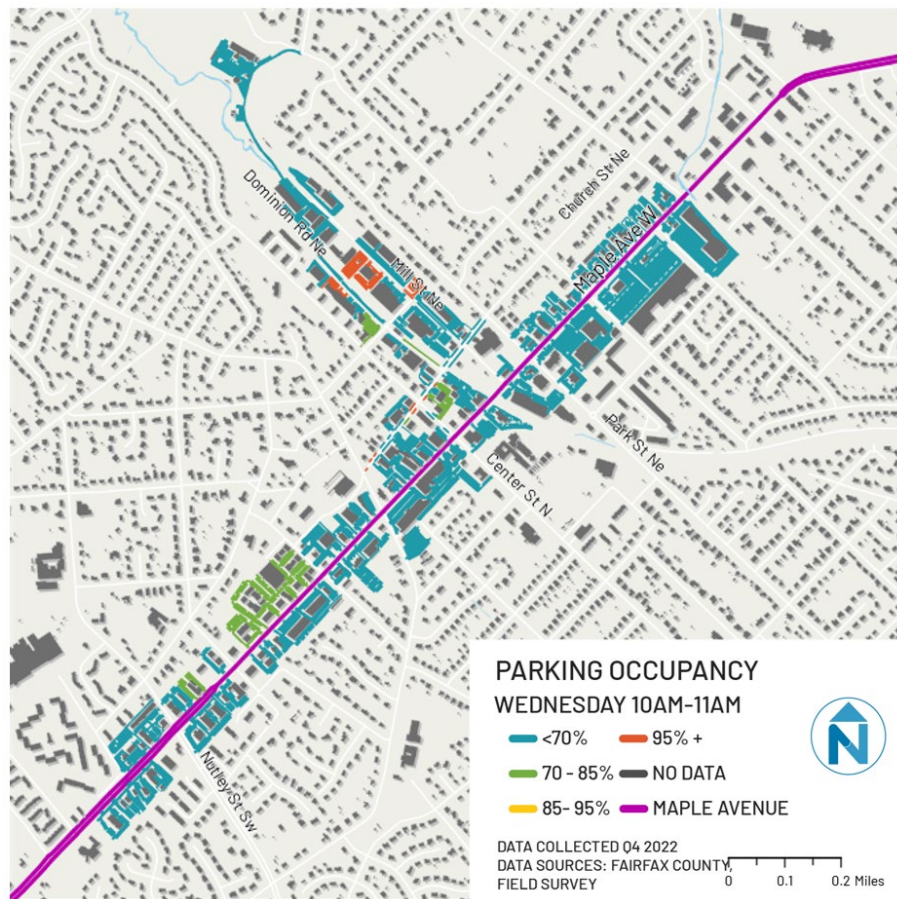 Church St Ne
Dominion Rd Ne
Mill St Ne
Maple Ave W
Park St Ne
Center St N
Nutley St Sw
PARKING OCCUPANCY
WEDNESDAY 10AM-11AM
<70%
95% +
70 - 85%
NO DATA
85- 95%
MAPLE AVENUE
N
DATA COLLECTED Q4 2022
DATA SOURCES: FAIRFAX COUNTY,
FIELD SURVEY
0 0.1 0.2 Miles